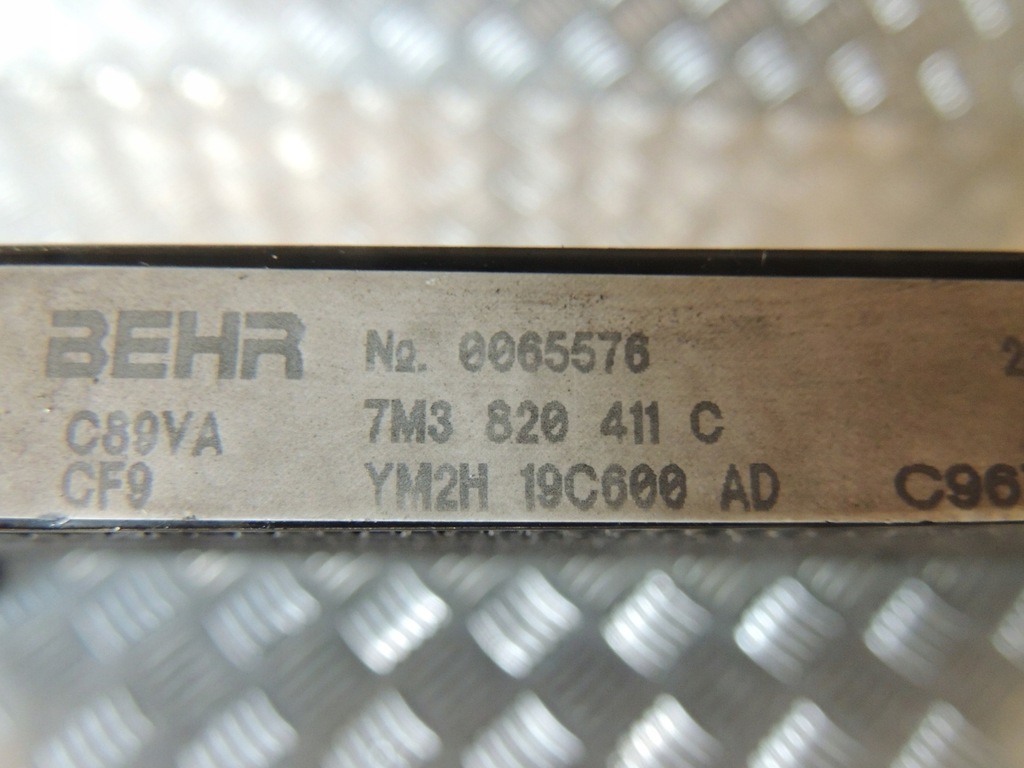 BEHR № 0065576
C89VA 7M3 820 411 C
CF9 YM2H 19C600 AD